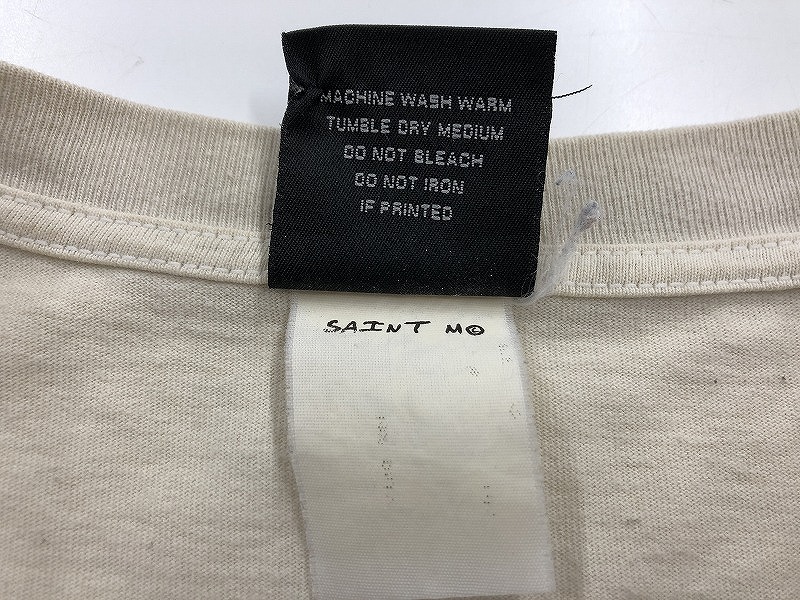 MACHINE WASH WARM
TUMBLE DRY MEDIUM
DO NOT BLEACH
DO NOT IRON
IF PRINTED
SAINT M©